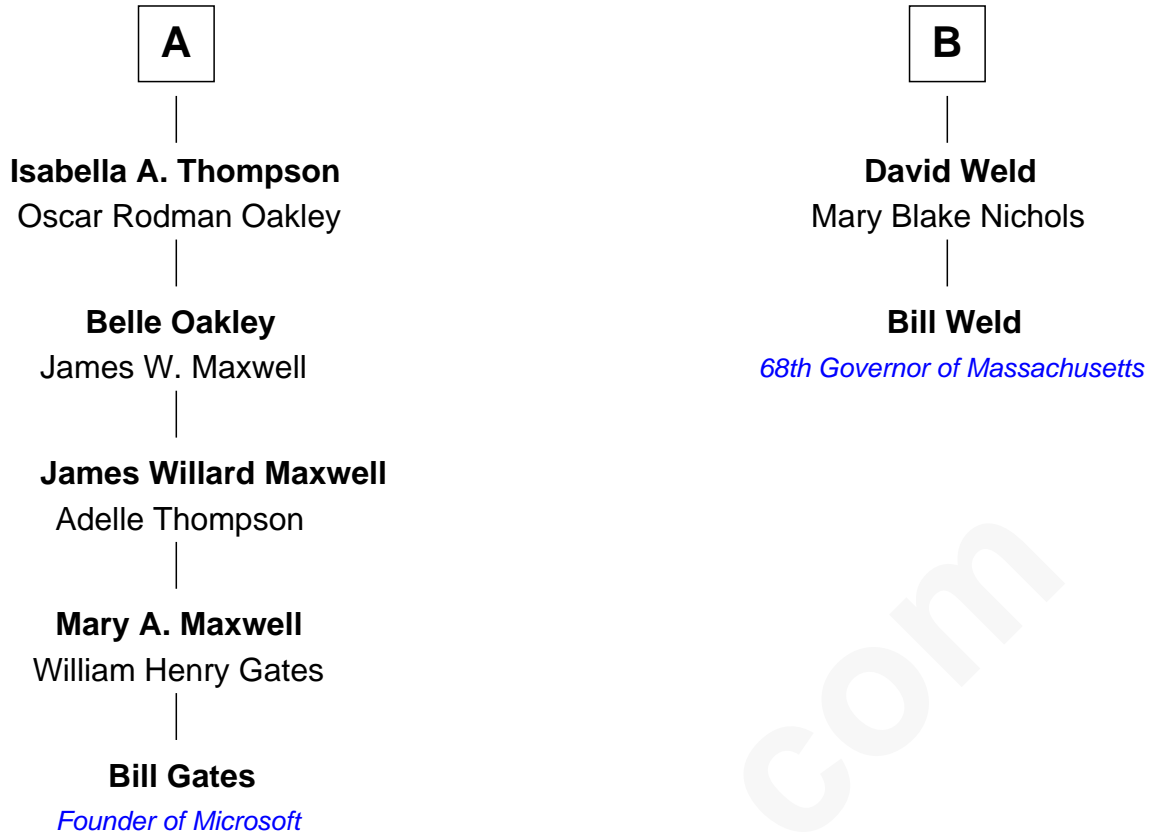 A
Isabella A. Thompson
Oscar Rodman Oakley
Belle Oakley
James W. Maxwell
James Willard Maxwell
Adelle Thompson
Mary A. Maxwell
William Henry Gates
Bill Gates
Founder of Microsoft
B
David Weld
Mary Blake Nichols
Bill Weld
68th Governor of Massachusetts
com